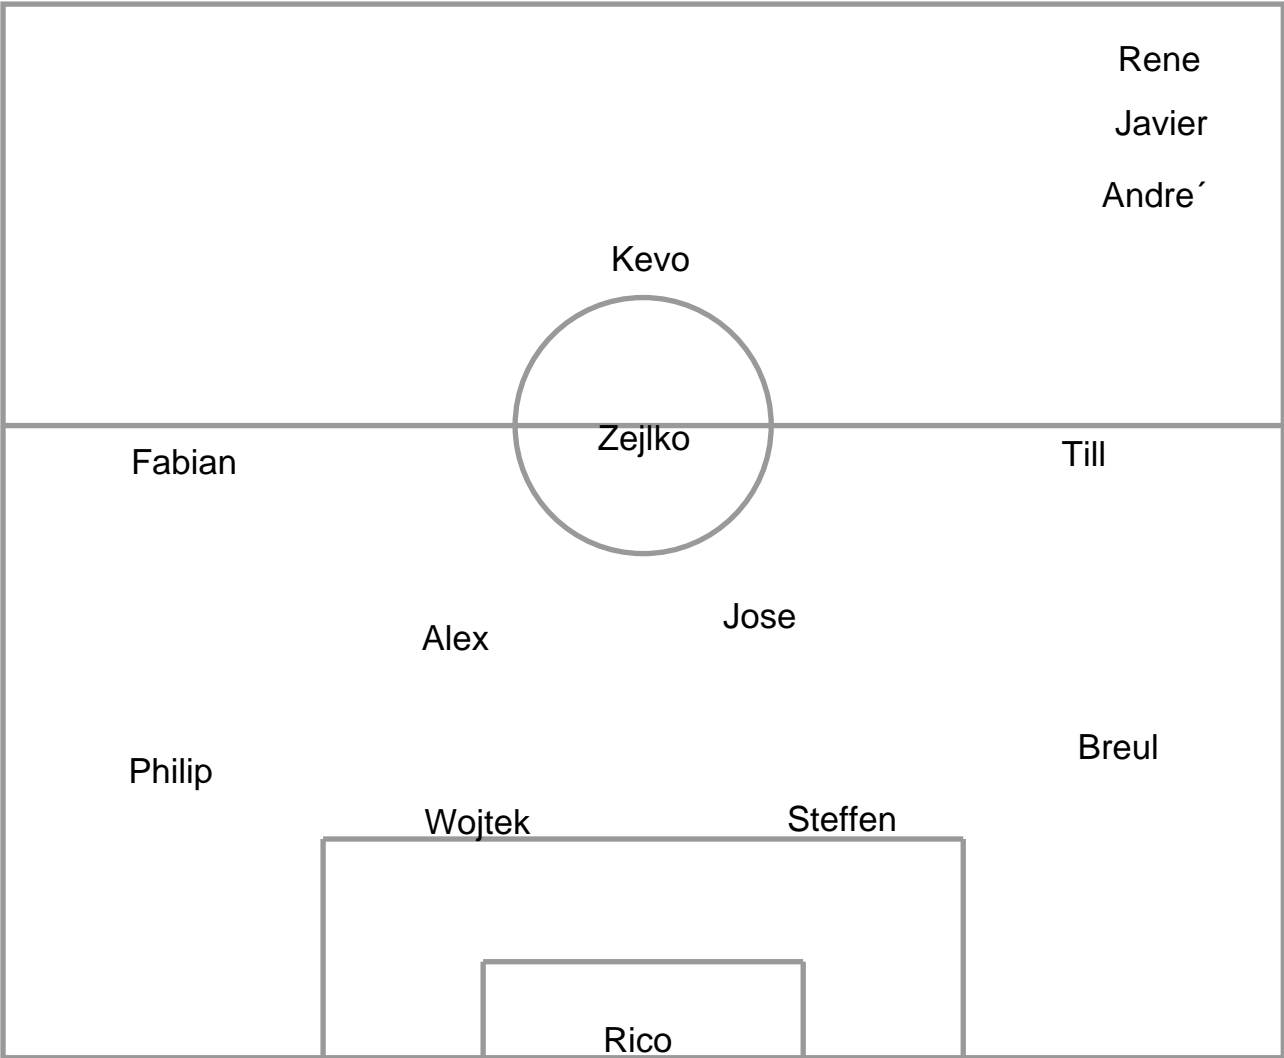 Rene
Javier
Andre´
Kevo
Zejlko
Fabian
Till
Jose
Alex
Breul
Philip
Wojtek
Steffen
Rico